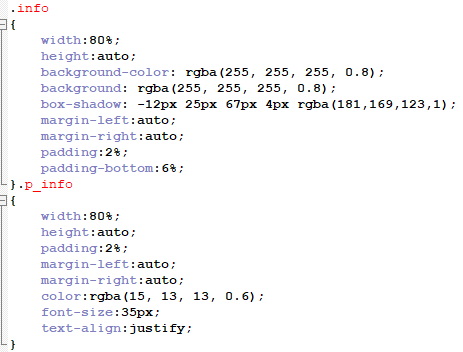 .info
{
width:80%;
height:auto;
background-color: rgba(255, 255, 255, 0.8);
background: rgba(255, 255, 255, 0.8);
box-shadow: -12px 25px 67px 4px rgba(181,169,123,1);
margin-left:auto;
margin-right:auto;
padding:2%;
padding-bottom:6%;
}.p_info
{
width:80%;
height:auto;
padding:2%;
margin-left:auto;
margin-right:auto;
color:rgba(15, 13, 13, 0.6);
font-size:35px;
text-align:justify;
}